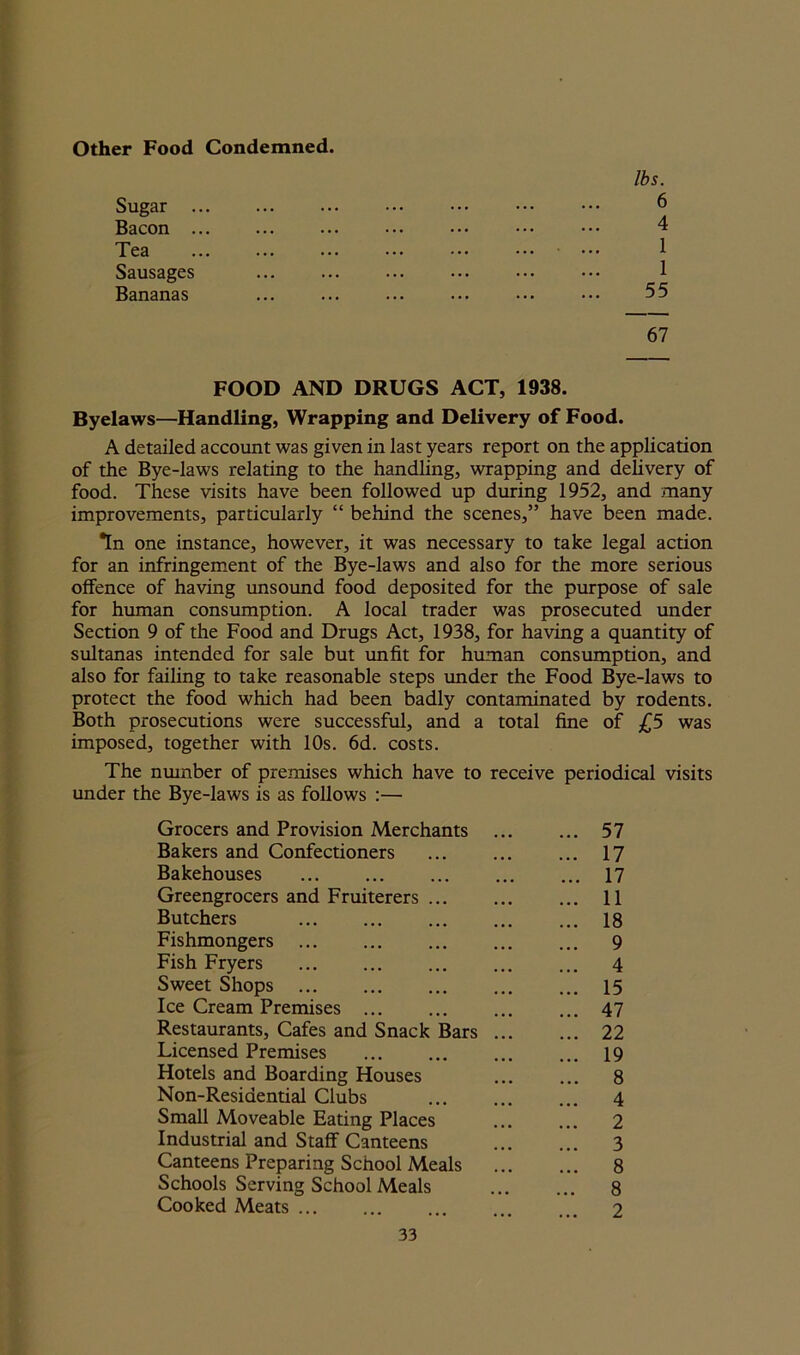 Other Food Condemned.
lbs.
Sugar ... ... ... ... ... ... ... 6
Bacon ... ... ... ... ... ... ... 4
Tea ... ... ... ... ... ... ... 1
Sausages ... ... ... ... ... ... 1
Bananas ... ... ... ... ... ... 55
67
FOOD AND DRUGS ACT, 1938.
Byelaws—Handling, Wrapping and Delivery of Food.
A detailed account was given in last years report on the application
of the Bye-laws relating to the handling, wrapping and delivery of
food. These visits have been followed up during 1952, and many
improvements, particularly “ behind the scenes,” have been made.
In one instance, however, it was necessary to take legal action
for an infringement of the Bye-laws and also for the more serious
offence of having unsound food deposited for the purpose of sale
for human consumption. A local trader was prosecuted under
Section 9 of the Food and Drugs Act, 1938, for having a quantity of
sultanas intended for sale but unfit for human consumption, and
also for failing to take reasonable steps under the Food Bye-laws to
protect the food which had been badly contaminated by rodents.
Both prosecutions were successful, and a total fine of £5 was
imposed, together with 10s. 6d. costs.
The number of premises which have to receive periodical visits
under the Bye-laws is as follows :—
Grocers and Provision Merchants ... ... 57
Bakers and Confectioners ... ... ... 17
Bakehouses ... ... ... ... ... 17
Greengrocers and Fruiterers ... ... ... 11
Butchers ... ... ... ... ... 18
Fishmongers ... ... ... ... ... 9
Fish Fryers ... ... ... ... ... 4
Sweet Shops ... ... ... ... ... 15
Ice Cream Premises ... ... ... ... 47
Restaurants, Cafes and Snack Bars ... ... 22
Licensed Premises ... ... ... ... 19
Hotels and Boarding Houses ... ... 8
Non-Residential Clubs ... ... ... 4
Small Moveable Eating Places ... ... 2
Industrial and Staff Canteens ... ... 3
Canteens Preparing School Meals ... ... 8
Schools Serving School Meals ... ... 8
Cooked Meats ... ... ... ... ... 2
33